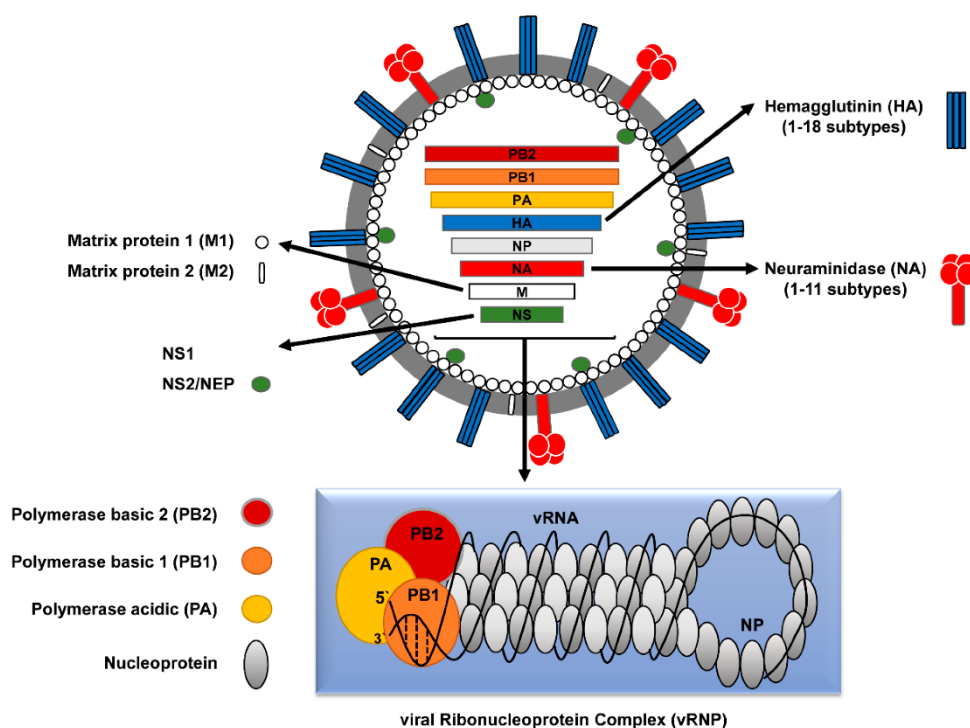 Hemagglutinin (HA)
(1-18 subtypes)
PB2
PB1
PA
HA
NP
NA
M
NS
Matrix protein 1 (M1)
Matrix protein 2 (M2)
Neuraminidase (NA)
(1-11 subtypes)
NS1
NS2/NEP
Polymerase basic 2 (PB2)
Polymerase basic 1 (PB1)
Polymerase acidic (PA)
Nucleoprotein
vRNA
PB2
PA
PB1
5`
3`
NP
viral Ribonucleoprotein Complex (vRNP)